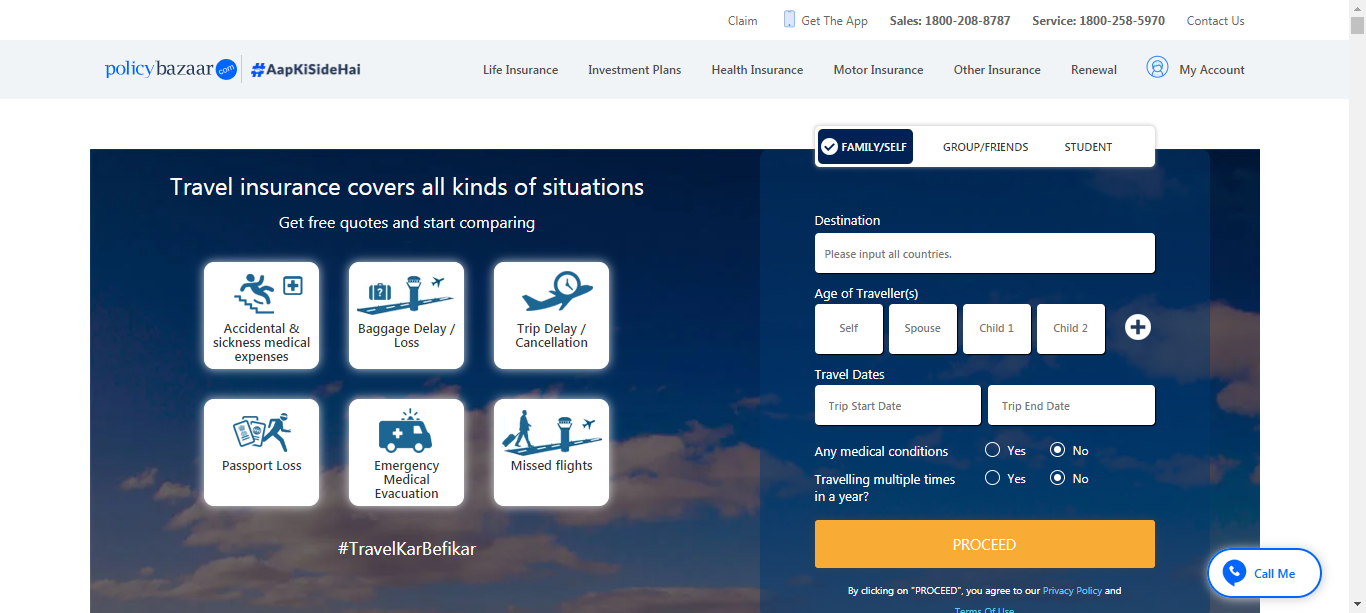 Claim
Get The App
Sales: 1800-208-8787
Service: 1800-258-5970
Contact Us
policybazaar.com
#AapKiSideHai
Life Insurance
Investment Plans
Health Insurance
Motor Insurance
Other Insurance
Renewal
My Account
Travel insurance covers all kinds of situations
Get free quotes and start comparing
Accidental &
sickness medical
expenses
Baggage Delay /
Loss
Trip Delay /
Cancellation
Passport Loss
Emergency
Medical
Evacuation
Missed flights
#TravelKarBefikar
FAMILY/SELF
GROUP/FRIENDS
STUDENT
Destination
Please input all countries.
Age of Traveller(s)
Self
Spouse
Child 1
Child 2
Travel Dates
Trip Start Date
Trip End Date
Any medical conditions
Yes
No
Travelling multiple times
in a year?
Yes
No
PROCEED
By clicking on "PROCEED", you agree to our Privacy Policy and
Terms Of Use
Call Me